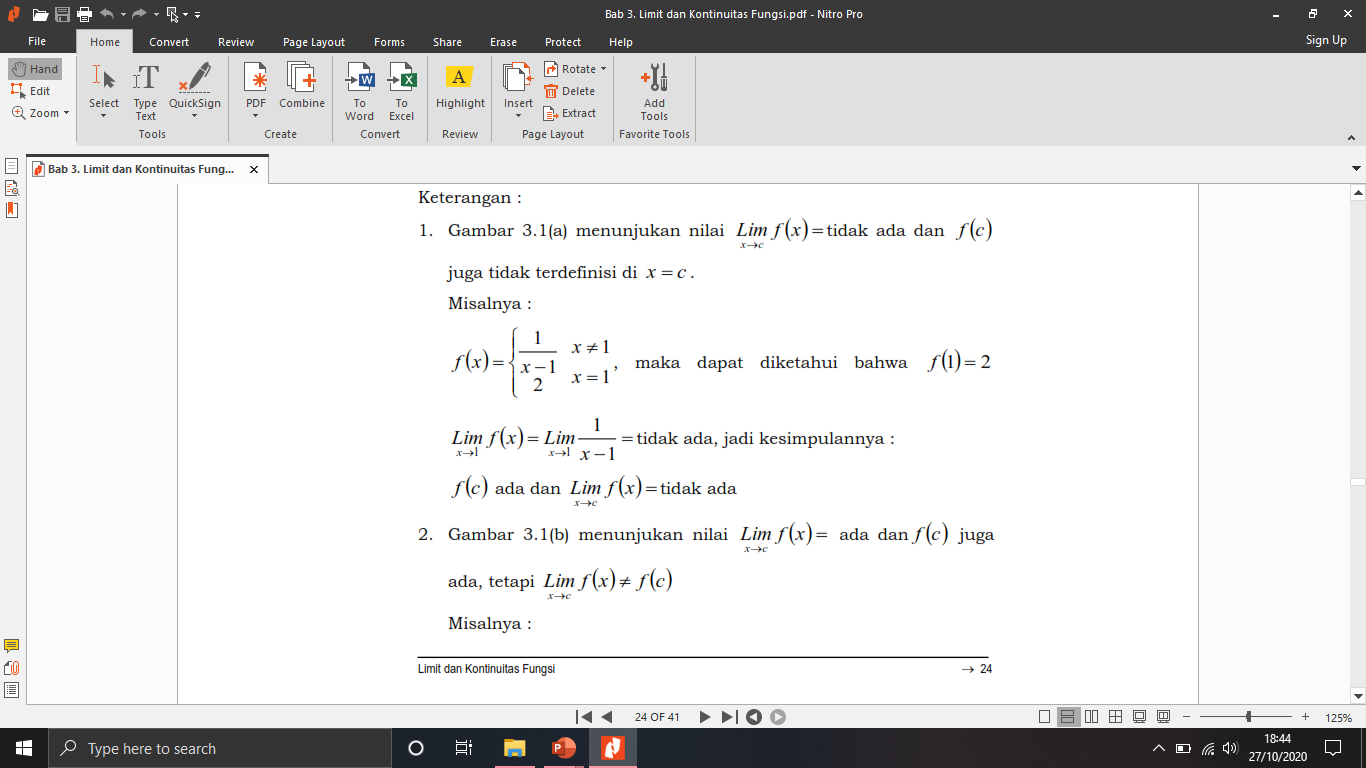 Bab 3. Limit dan Kontinuitas Fungsi.pdf - Nitro Pro
File Home Convert Review Page Layout Forms Share Erase Protect Help Sign Up
Hand
Edit
Zoom
Select
Type Text
QuickSign
Tools
PDF
Combine
Create
To Word
To Excel
Convert
A
Highlight
Review
Insert
Rotate
Delete
Extract
Page Layout
Add Tools
Favorite Tools
Bab 3. Limit dan Kontinuitas Fung... x
Keterangan :
1. Gambar 3.1(a) menunjukan nilai Lim x→c f(x) = tidak ada dan f(c)
juga tidak terdefinisi di x = c .
Misalnya :
f(x) = { 1/(x−1) x ≠ 1 ; 2 x = 1 , maka dapat diketahui bahwa f(1) = 2
Lim x→1 f(x) = Lim x→1 1/(x−1) = tidak ada, jadi kesimpulannya :
f(c) ada dan Lim x→c f(x) = tidak ada
2. Gambar 3.1(b) menunjukan nilai Lim x→c f(x) = ada dan f(c) juga
ada, tetapi Lim x→c f(x) ≠ f(c)
Misalnya :
Limit dan Kontinuitas Fungsi → 24
24 OF 41
125%
Type here to search
18:44
27/10/2020